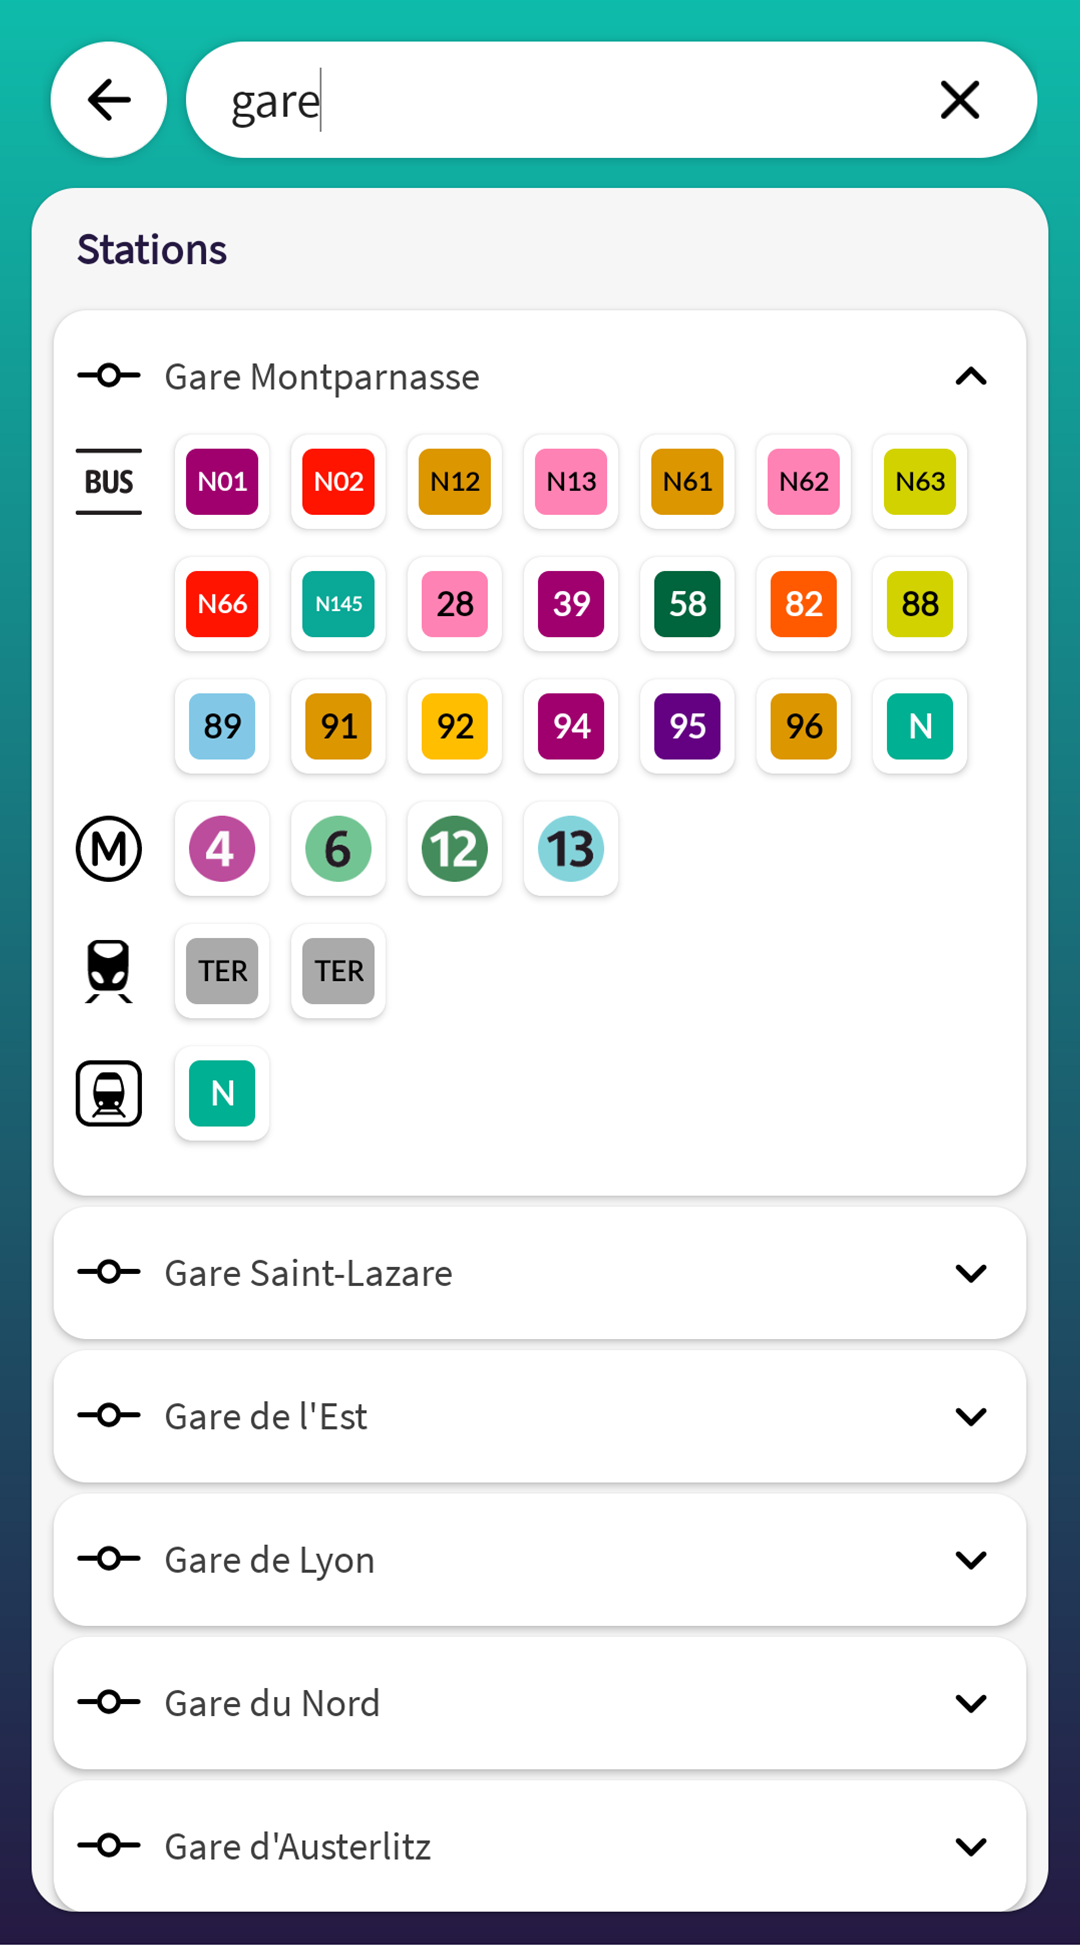 gare
Stations
Gare Montparnasse
BUS N01 N02 N12 N13 N61 N62 N63
N66 N145 28 39 58 82 88
89 91 92 94 95 96 N
M 4 6 12 13
TER TER
N
Gare Saint-Lazare
Gare de l'Est
Gare de Lyon
Gare du Nord
Gare d'Austerlitz